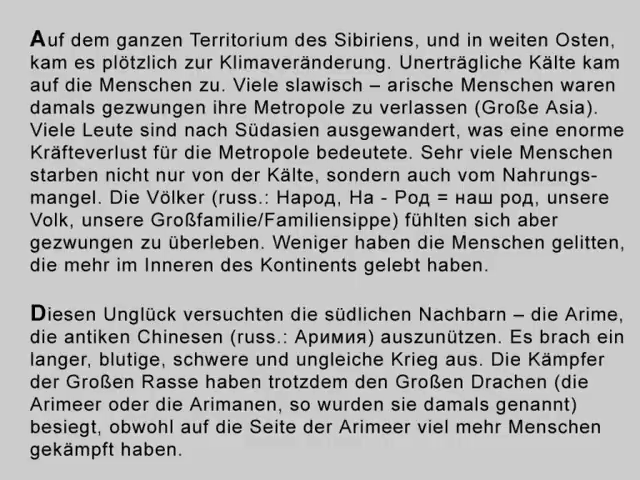 Auf dem ganzen Territorium des Sibiriens, und in weiten Osten,
kam es plötzlich zur Klimaveränderung. Unerträgliche Kälte kam
auf die Menschen zu. Viele slawisch – arische Menschen waren
damals gezwungen ihre Metropole zu verlassen (Große Asia).
Viele Leute sind nach Südasien ausgewandert, was eine enorme
Kräfteverlust für die Metropole bedeutete. Sehr viele Menschen
starben nicht nur von der Kälte, sondern auch vom Nahrungs-
mangel. Die Völker (russ.: Народ, На - Род = наш род, unsere
Volk, unsere Großfamilie/Familiensippe) fühlten sich aber
gezwungen zu überleben. Weniger haben die Menschen gelitten,
die mehr im Inneren des Kontinents gelebt haben.
Diesen Unglück versuchten die südlichen Nachbarn – die Arime,
die antiken Chinesen (russ.: Аримия) auszunützen. Es brach ein
langer, blutige, schwere und ungleiche Krieg aus. Die Kämpfer
der Großen Rasse haben trotzdem den Großen Drachen (die
Arimeer oder die Arimanen, so wurden sie damals genannt)
besiegt, obwohl auf die Seite der Arimeer viel mehr Menschen
gekämpft haben.